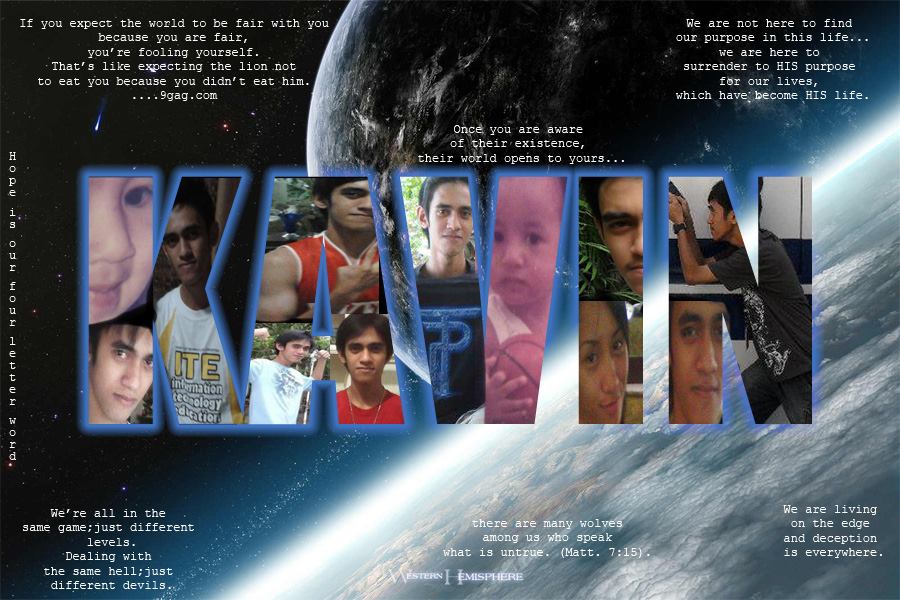 If you expect the world to be fair with you
because you are fair,
you're fooling yourself.
That's like expecting the lion not
to eat you because you didn't eat him.
....9gag.com
We are not here to find
our purpose in this life...
we are here to
surrender to HIS purpose
for our lives,
which have become HIS life.
Once you are aware
of their existence,
their world opens to yours...
Hope is our four letter word
KAVIN
ITE
information
technology
education
We're all in the
same game;just different
levels.
Dealing with
the same hell;just
different devils.
there are many wolves
among us who speak
what is untrue. (Matt. 7:15).
We are living
on the edge
and deception
is everywhere.
WESTERN HEMISPHERE